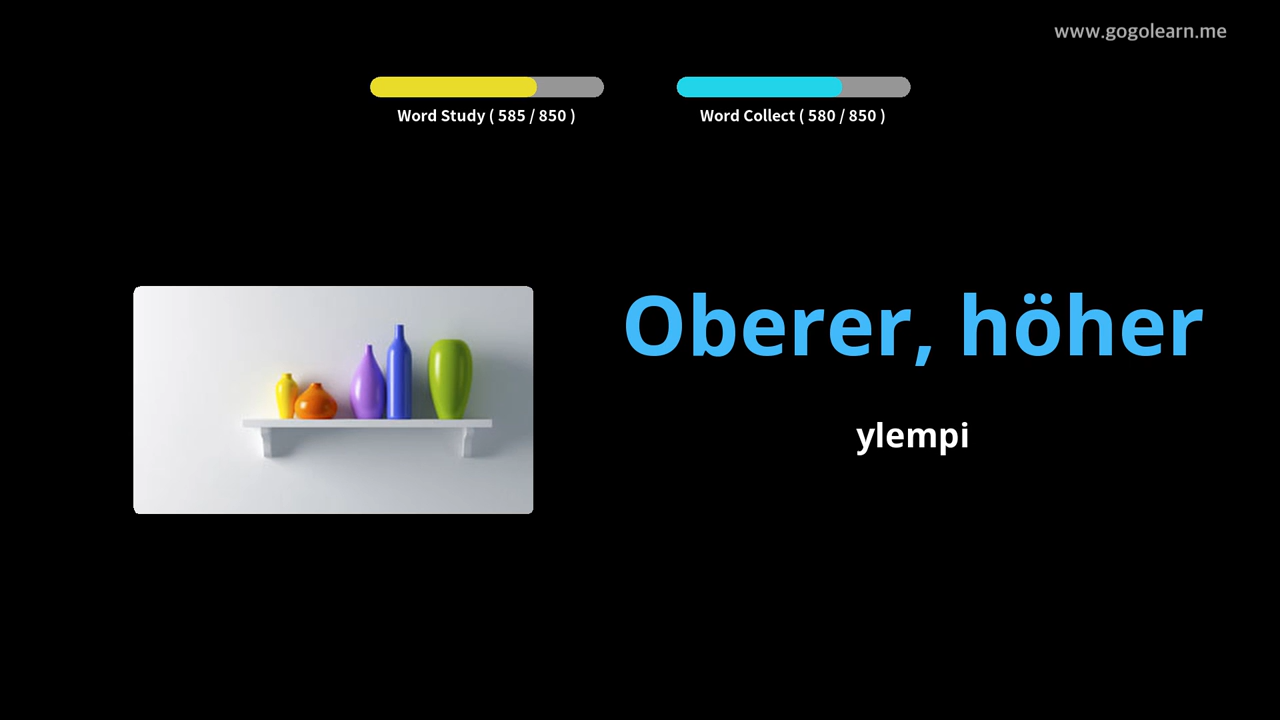 www.gogolearn.me
Word Study ( 585 / 850 )
Word Collect ( 580 / 850 )
Oberer, höher
ylempi